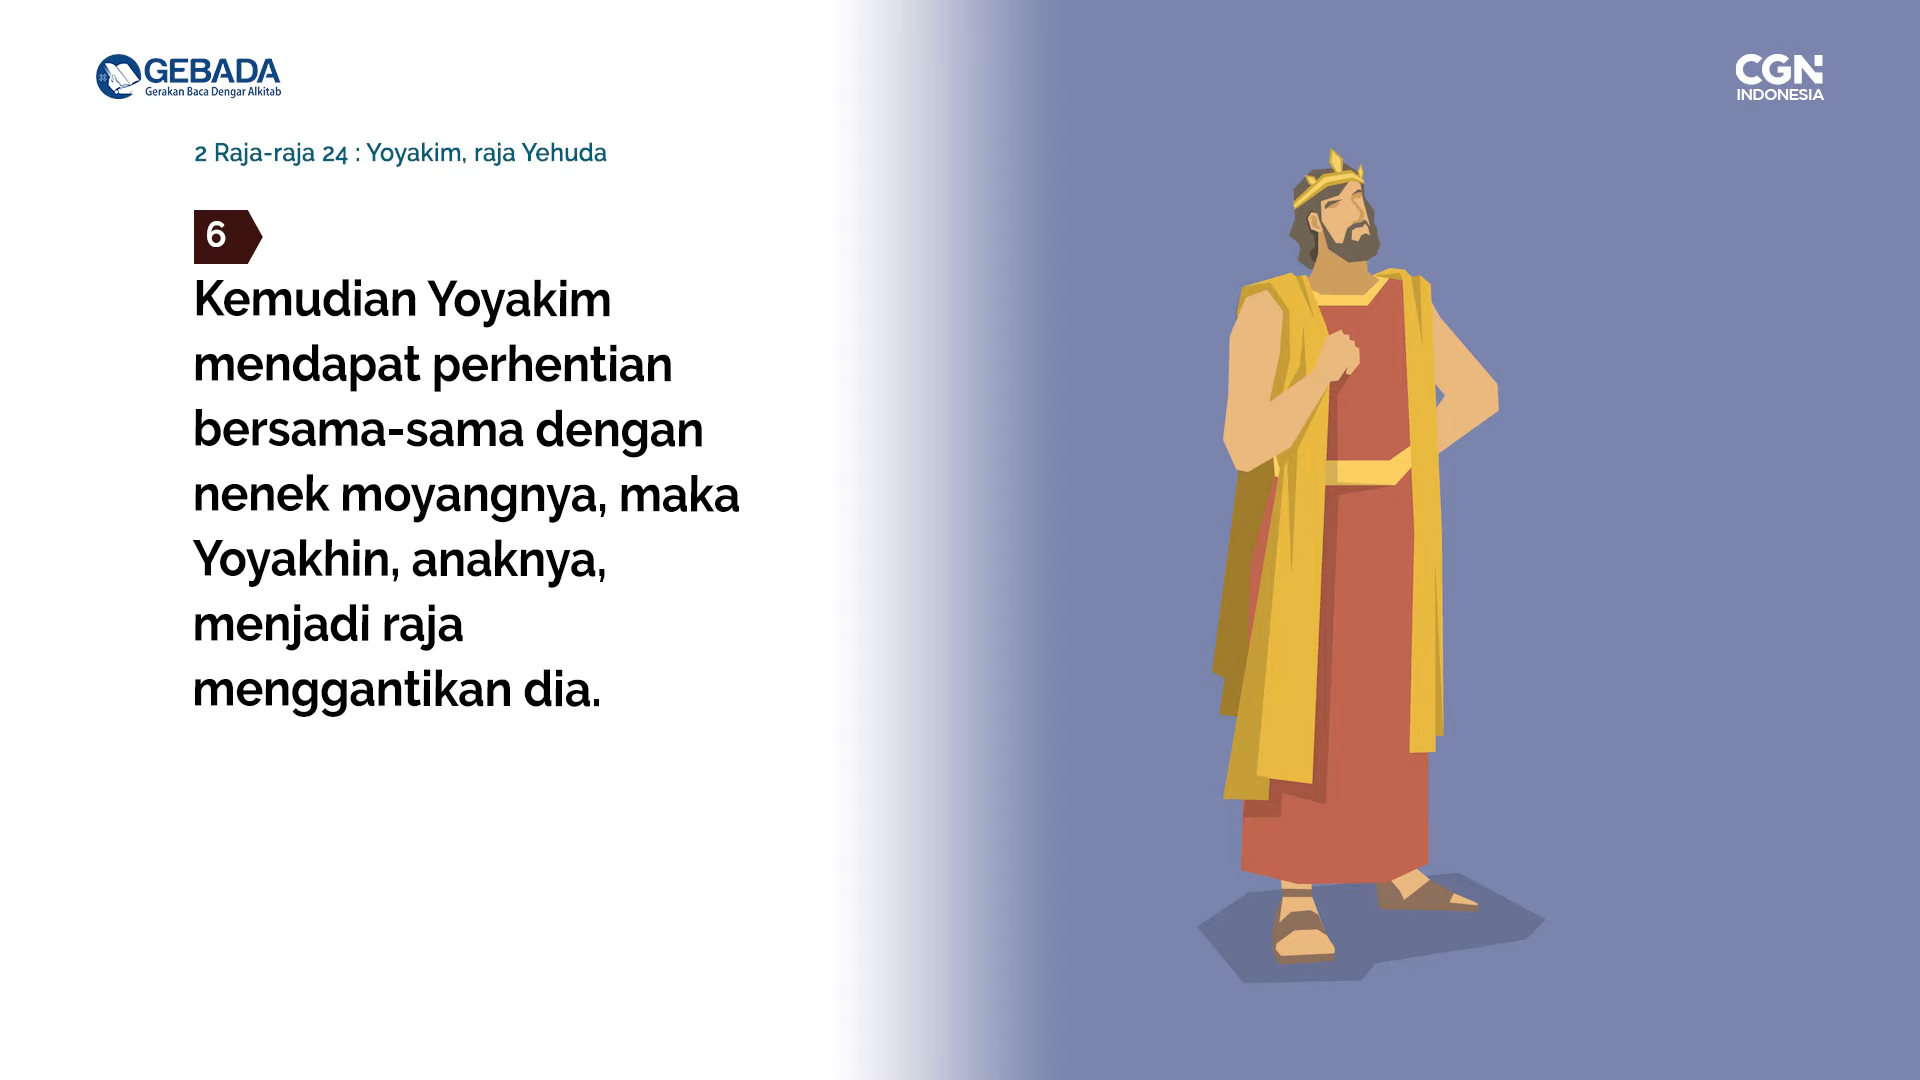 GEBADA
Gerakan Baca Dengar Alkitab
CGN
INDONESIA
2 Raja-raja 24 : Yoyakim, raja Yehuda
6
Kemudian Yoyakim
mendapat perhentian
bersama-sama dengan
nenek moyangnya, maka
Yoyakhin, anaknya,
menjadi raja
menggantikan dia.